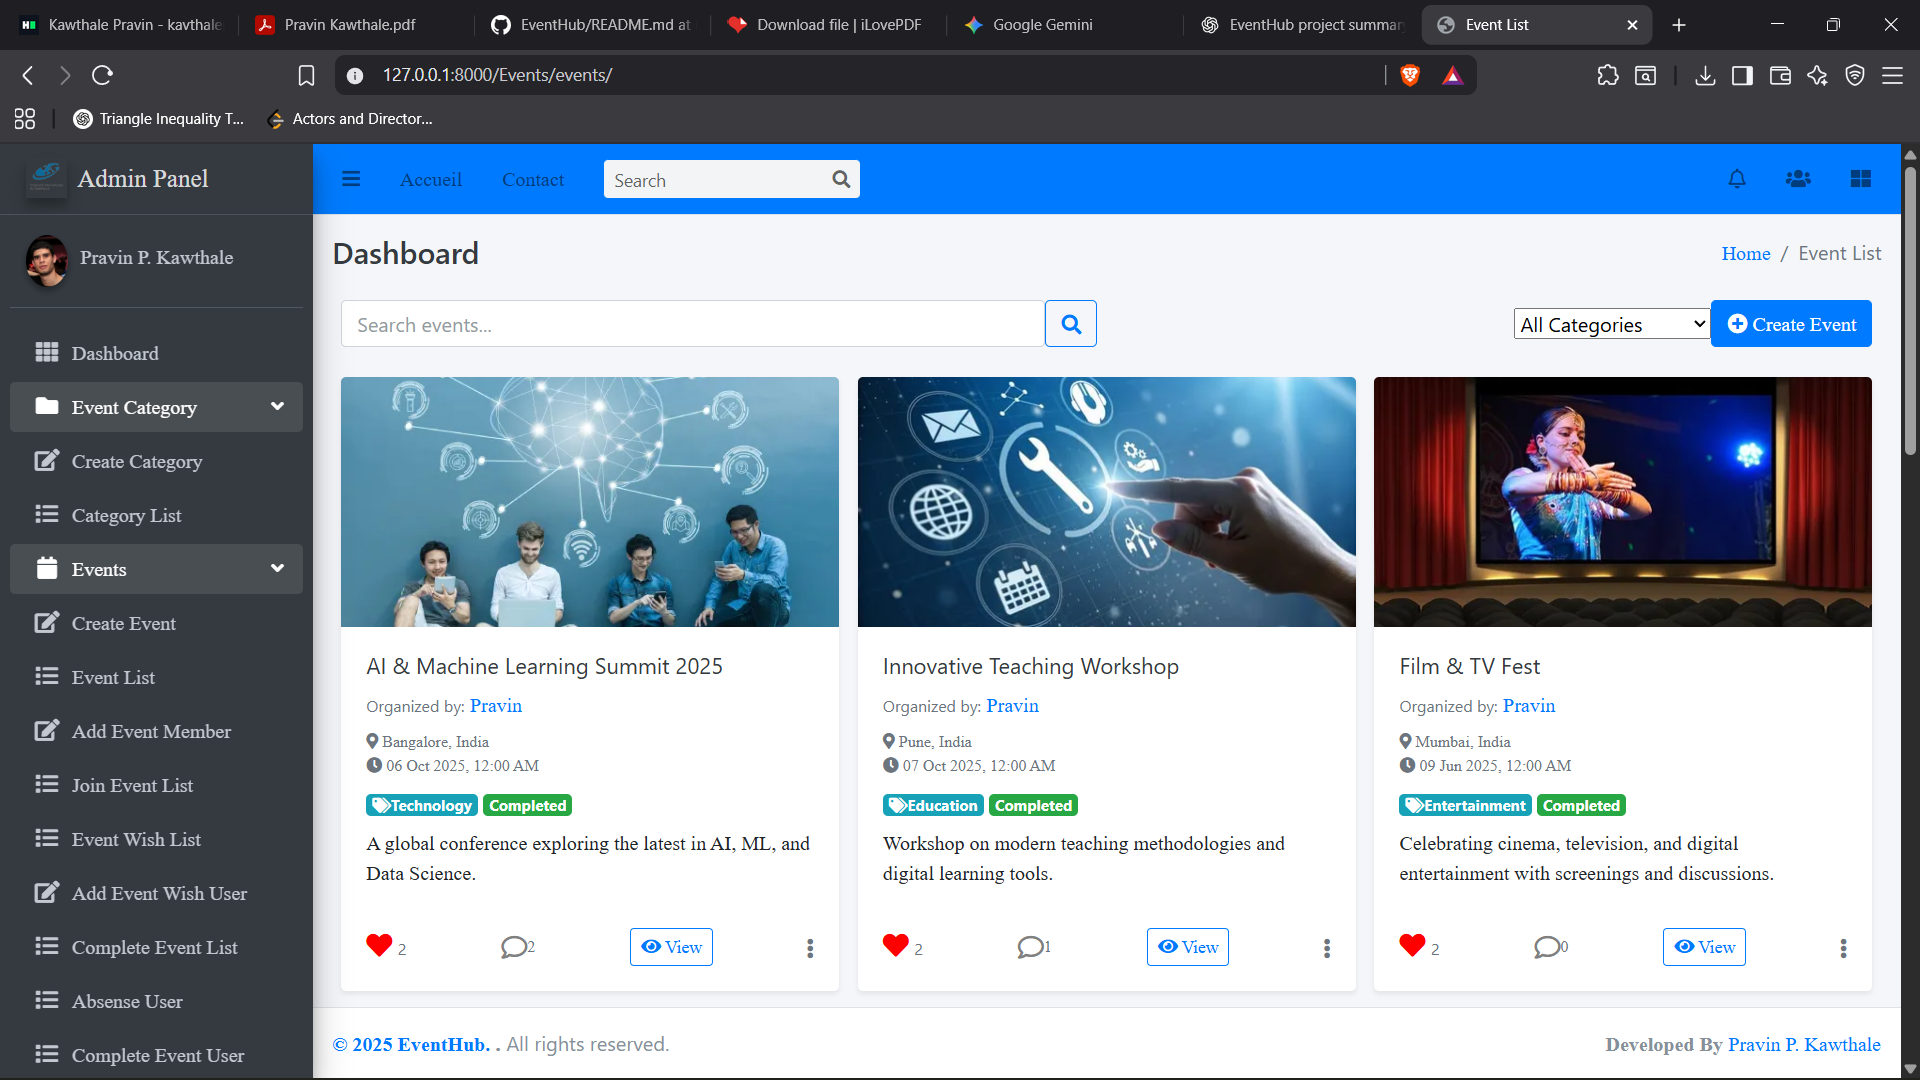 Kawthale Pravin - kavthale
Pravin Kawthale.pdf
EventHub/README.md at
Download file | iLovePDF
Google Gemini
EventHub project summar
Event List
127.0.0.1:8000/Events/events/
Triangle Inequality T...
Actors and Director...
Admin Panel
Accueil
Contact
Search
Pravin P. Kawthale
Dashboard
Event Category
Create Category
Category List
Events
Create Event
Event List
Add Event Member
Join Event List
Event Wish List
Add Event Wish User
Complete Event List
Absense User
Complete Event User
Dashboard
Home / Event List
Search events...
All Categories
Create Event
AI & Machine Learning Summit 2025
Organized by: Pravin
Bangalore, India
06 Oct 2025, 12:00 AM
Technology Completed
A global conference exploring the latest in AI, ML, and
Data Science.
2 2 View
Innovative Teaching Workshop
Organized by: Pravin
Pune, India
07 Oct 2025, 12:00 AM
Education Completed
Workshop on modern teaching methodologies and
digital learning tools.
2 1 View
Film & TV Fest
Organized by: Pravin
Mumbai, India
09 Jun 2025, 12:00 AM
Entertainment Completed
Celebrating cinema, television, and digital
entertainment with screenings and discussions.
2 0 View
© 2025 EventHub. . All rights reserved.
Developed By Pravin P. Kawthale